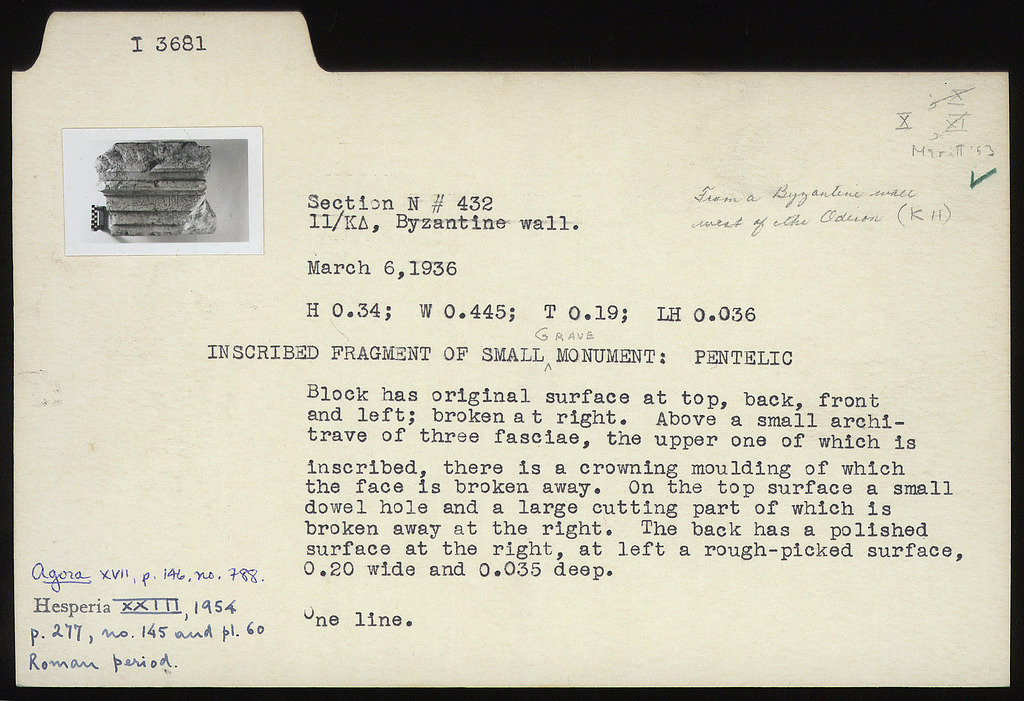 I 3681
X
X XI
Meritt '53
Section N # 432
11/ΚΔ, Byzantine wall.
From a Byzantine wall
west of the Odeion (K 11)
March 6,1936
H 0.34; W 0.445; T 0.19; LH 0.036
GRAVE
INSCRIBED FRAGMENT OF SMALL ^ MONUMENT: PENTELIC
Block has original surface at top, back, front
and left; broken at right. Above a small archi-
trave of three fasciae, the upper one of which is
inscribed, there is a crowning moulding of which
the face is broken away. On the top surface a small
dowel hole and a large cutting part of which is
broken away at the right. The back has a polished
surface at the right, at left a rough-picked surface,
0.20 wide and 0.035 deep.
One line.
Agora XVII, p. 146, no. 788.
Hesperia XXIII, 1954
p. 277, no. 145 and pl. 60
Roman period.